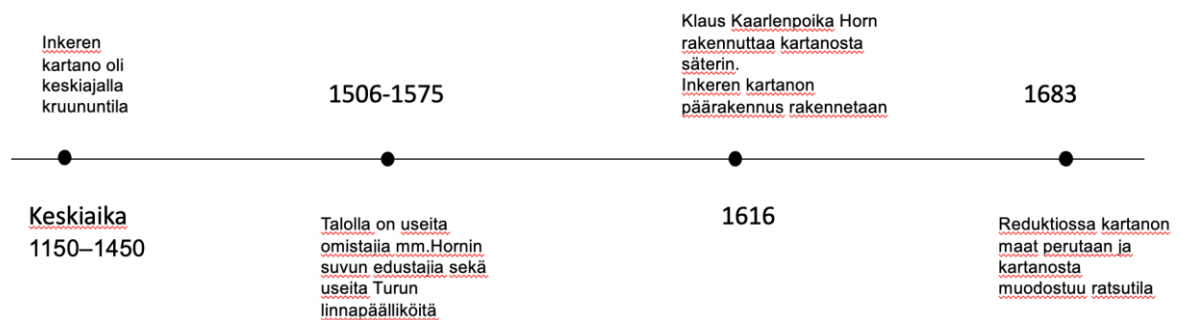 Inkeren
kartano oli
keskiajalla
kruununtila
Keskiaika
1150–1450
1506-1575
Talolla on useita
omistajia mm.Hornin
suvun edustajia sekä
useita Turun
linnapäälliköitä
Klaus Kaarlenpoika Horn
rakennuttaa kartanosta
säterin.
Inkeren kartanon
päärakennus rakennetaan
1616
1683
Reduktiossa kartanon
maat perutaan ja
kartanosta
muodostuu ratsutila